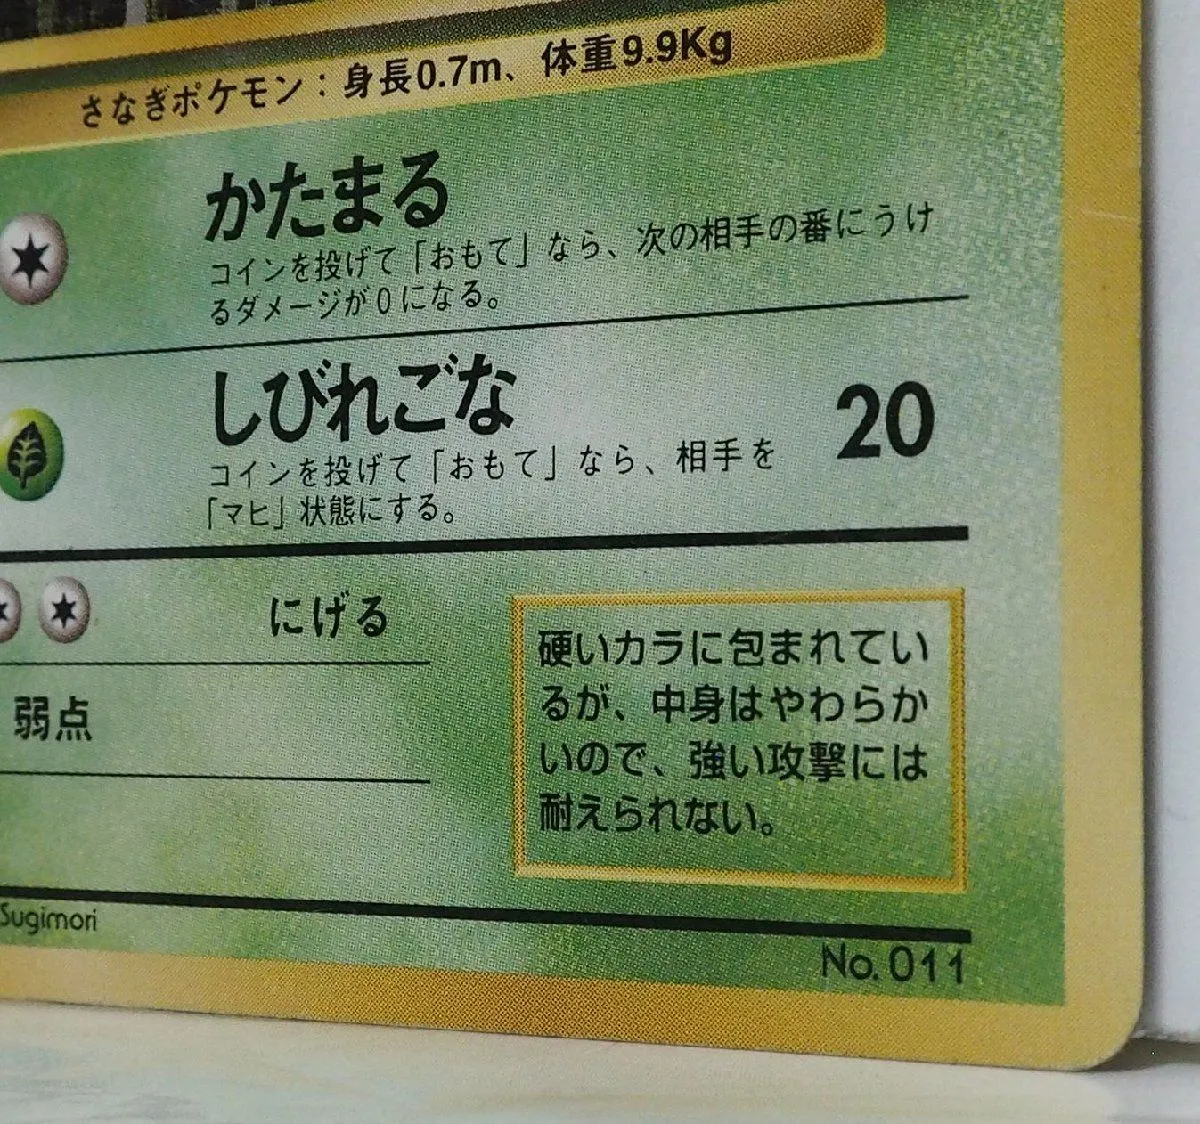 さなぎポケモン：身長0.7m、体重9.9Kg
かたまる
コインを投げて「おもて」なら、次の相手の番にうけ
るダメージが0になる。
しびれごな 20
コインを投げて「おもて」なら、相手を
「マヒ」状態にする。
にげる
弱点
硬いカラに包まれてい
るが、中身はやわらか
いので、強い攻撃には
耐えられない。
Sugimori
No. 011